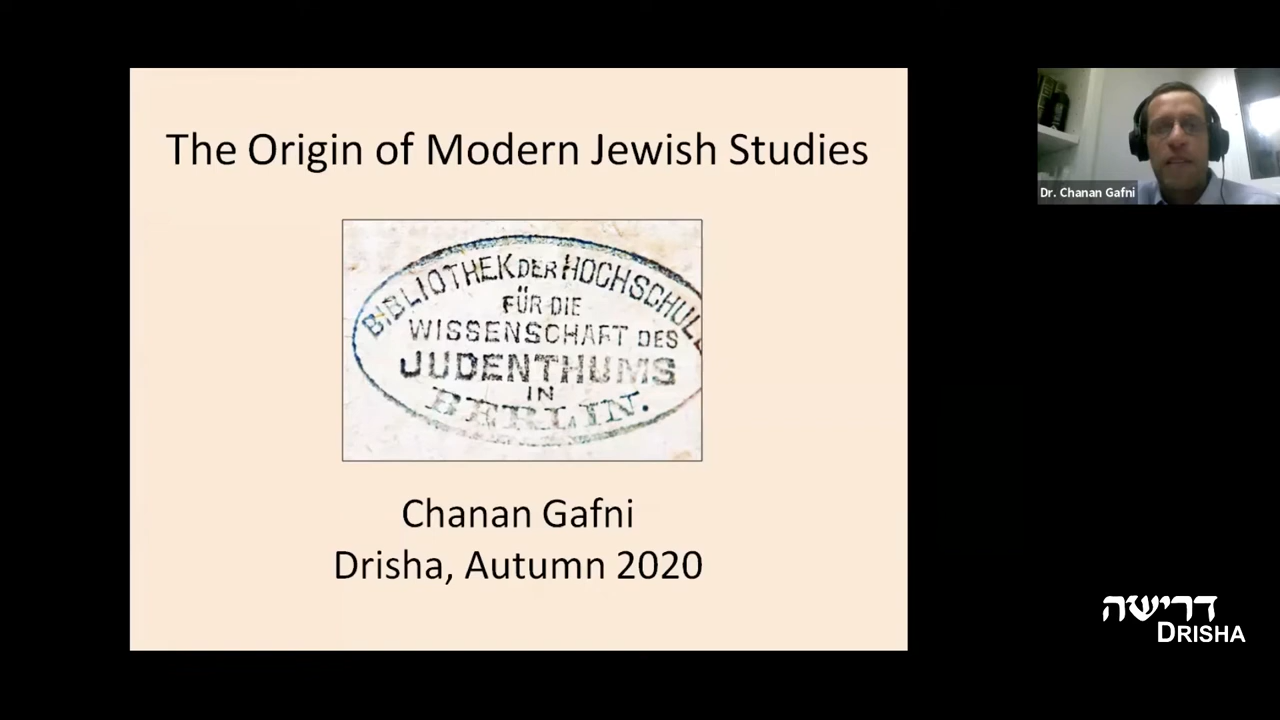 The Origin of Modern Jewish Studies
BIBLIOTHEK DER HOCHSCHUL
FÜR DIE
WISSENSCHAFT DES
JUDENTHUMS
IN
BERLIN.
Chanan Gafni
Drisha, Autumn 2020
Dr. Chanan Gafni
דרישה
DRISHA